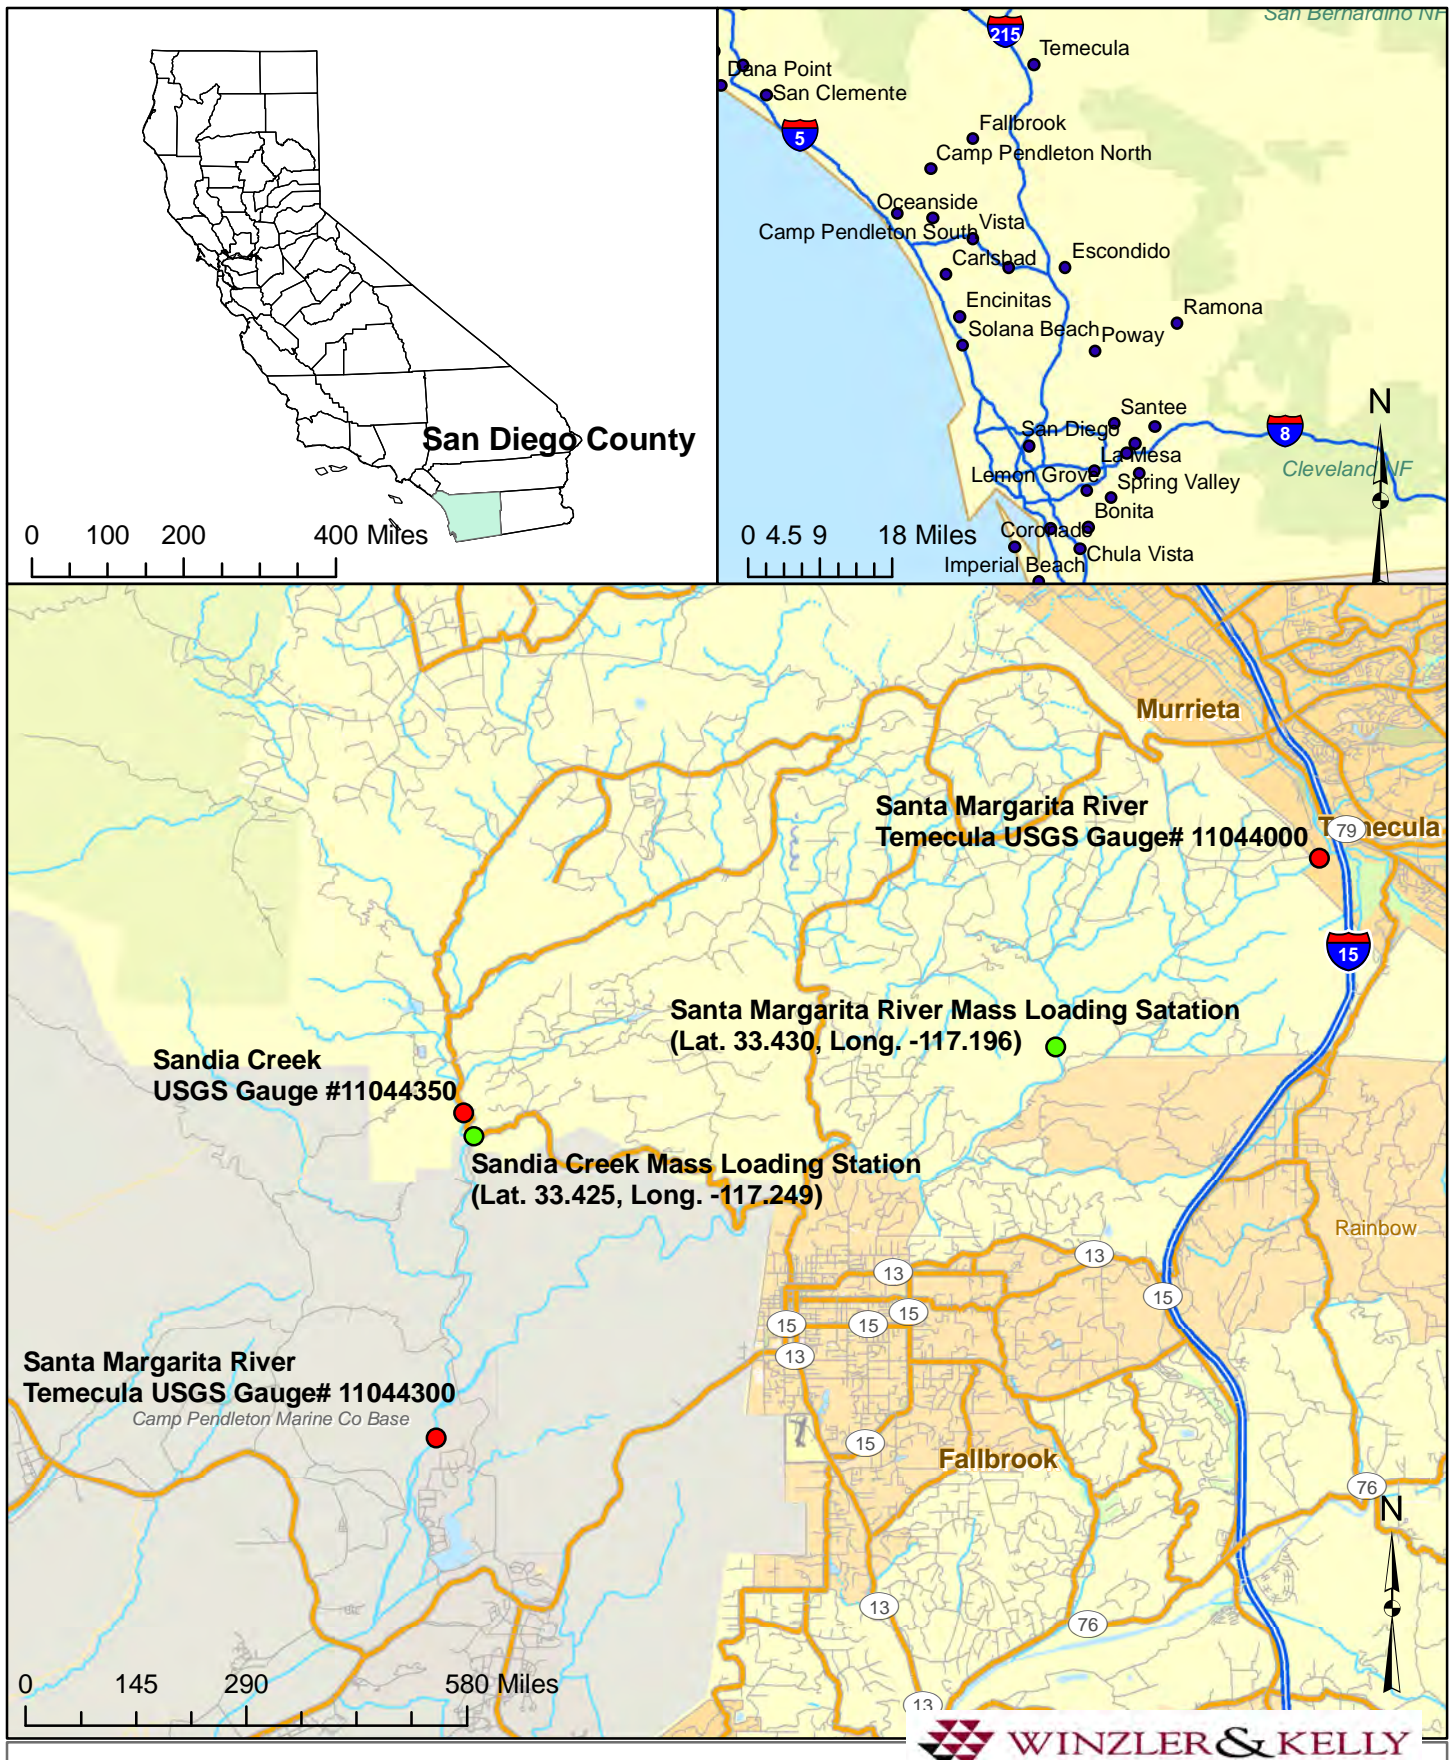 San Diego County
0 100 200 400 Miles
San Bernardino NF
215
Temecula
Dana Point
San Clemente
5
Fallbrook
Camp Pendleton North
Oceanside
Vista
Camp Pendleton South
Carlsbad
Escondido
Encinitas
Ramona
Solana Beach
Poway
N
Santee
San Diego
8
La Mesa
Cleveland NF
Lemon Grove
Spring Valley
Bonita
Coronado
0 4.5 9 18 Miles
Chula Vista
Imperial Beach
Murrieta
Santa Margarita River
Temecula USGS Gauge# 11044000
79
Temecula
15
Santa Margarita River Mass Loading Satation
(Lat. 33.430, Long. -117.196)
Sandia Creek
USGS Gauge #11044350
Sandia Creek Mass Loading Station
(Lat. 33.425, Long. -117.249)
Rainbow
13
13
15
15
15
15
13
Santa Margarita River
Temecula USGS Gauge# 11044300
Camp Pendleton Marine Co Base
15
Fallbrook
76
N
13
76
0 145 290 580 Miles
13
WINZLER & KELLY